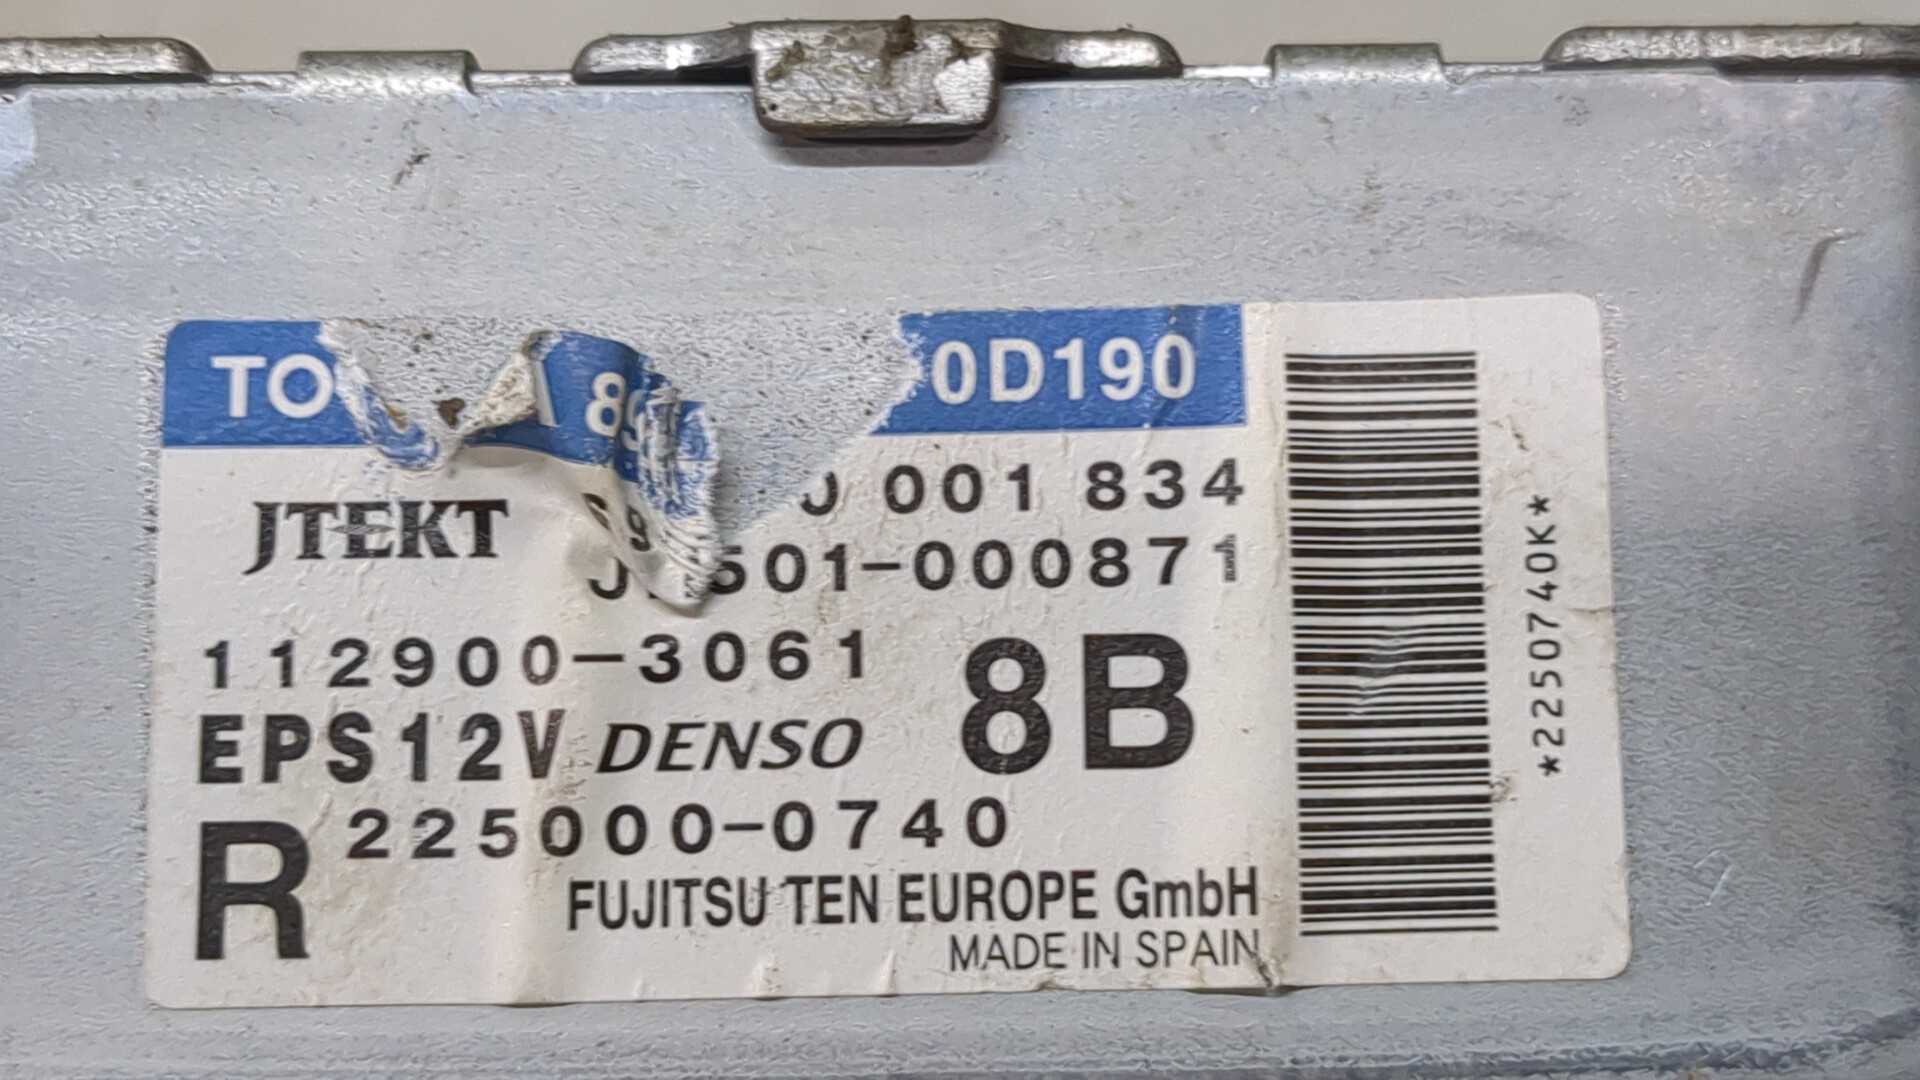 TO 89 0D190
JTEKT 001 834
501-000871
112900-3061
8B
EPS12V DENSO
R 225000-0740
FUJITSU TEN EUROPE GmbH
MADE IN SPAIN
*2250740K*